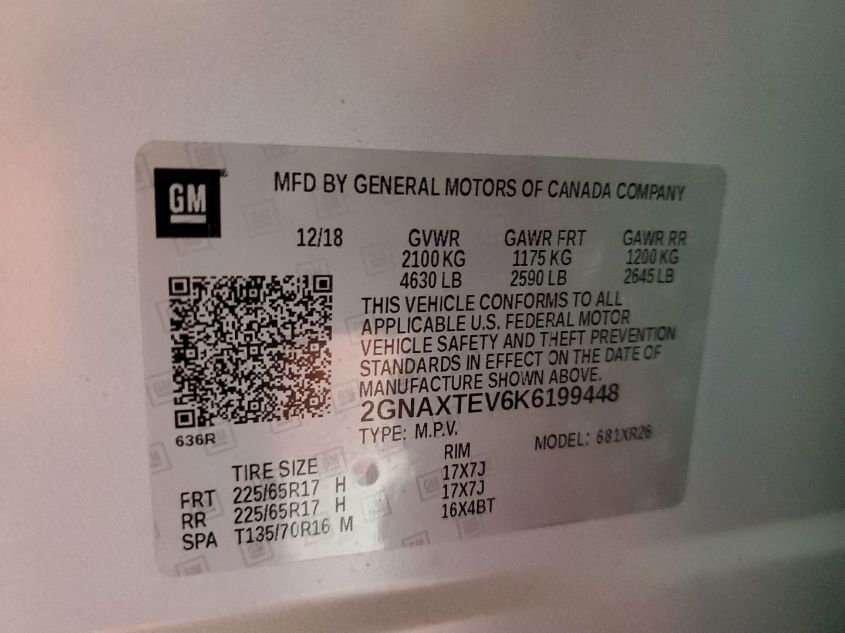 GM
MFD BY GENERAL MOTORS OF CANADA COMPANY
12/18 GVWR GAWR FRT GAWR RR
2100 KG 1175 KG 1200 KG
4630 LB 2590 LB 2645 LB
THIS VEHICLE CONFORMS TO ALL
APPLICABLE U.S. FEDERAL MOTOR
VEHICLE SAFETY AND THEFT PREVENTION
STANDARDS IN EFFECT ON THE DATE OF
MANUFACTURE SHOWN ABOVE.
2GNAXTEV6K6199448
636R
TYPE: M.P.V. MODEL: 681XR26
TIRE SIZE RIM
FRT 225/65R17 H 17X7J
RR 225/65R17 H 17X7J
SPA T135/70R16 M 16X4BT